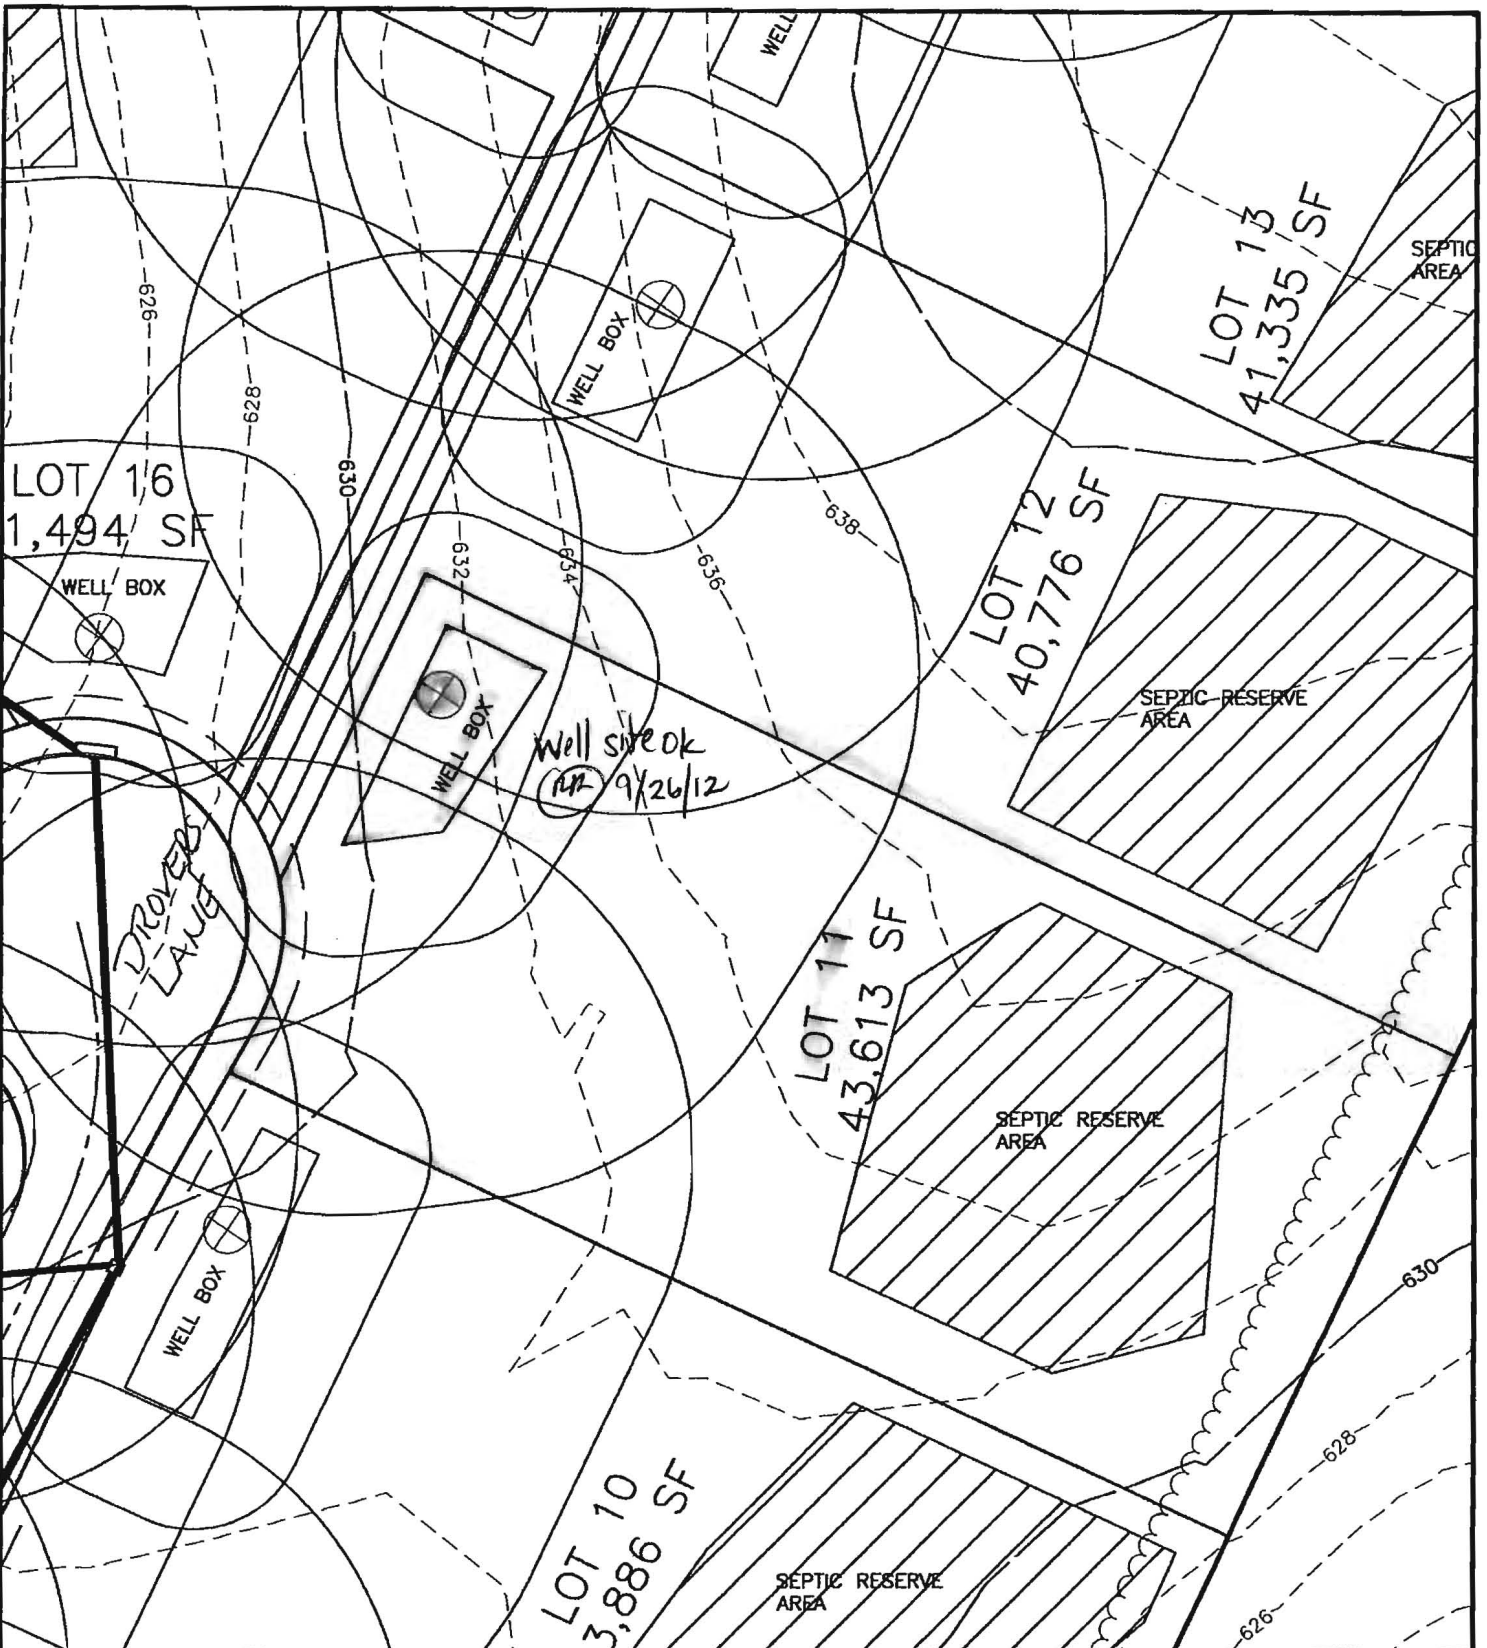 WELL
LOT 13
41,335 SF
SEPTIC
AREA
626
628
630
WELL BOX
LOT 16
1,494 SF
WELL BOX
632
634
636
638
LOT 12
40,776 SF
SEPTIC RESERVE
AREA
WELL BOX
Well site ok
9/26/12
DROVERS
LANE
LOT 11
43,613 SF
SEPTIC RESERVE
AREA
WELL BOX
630
628
LOT 10
3,886 SF
SEPTIC RESERVE
AREA
626